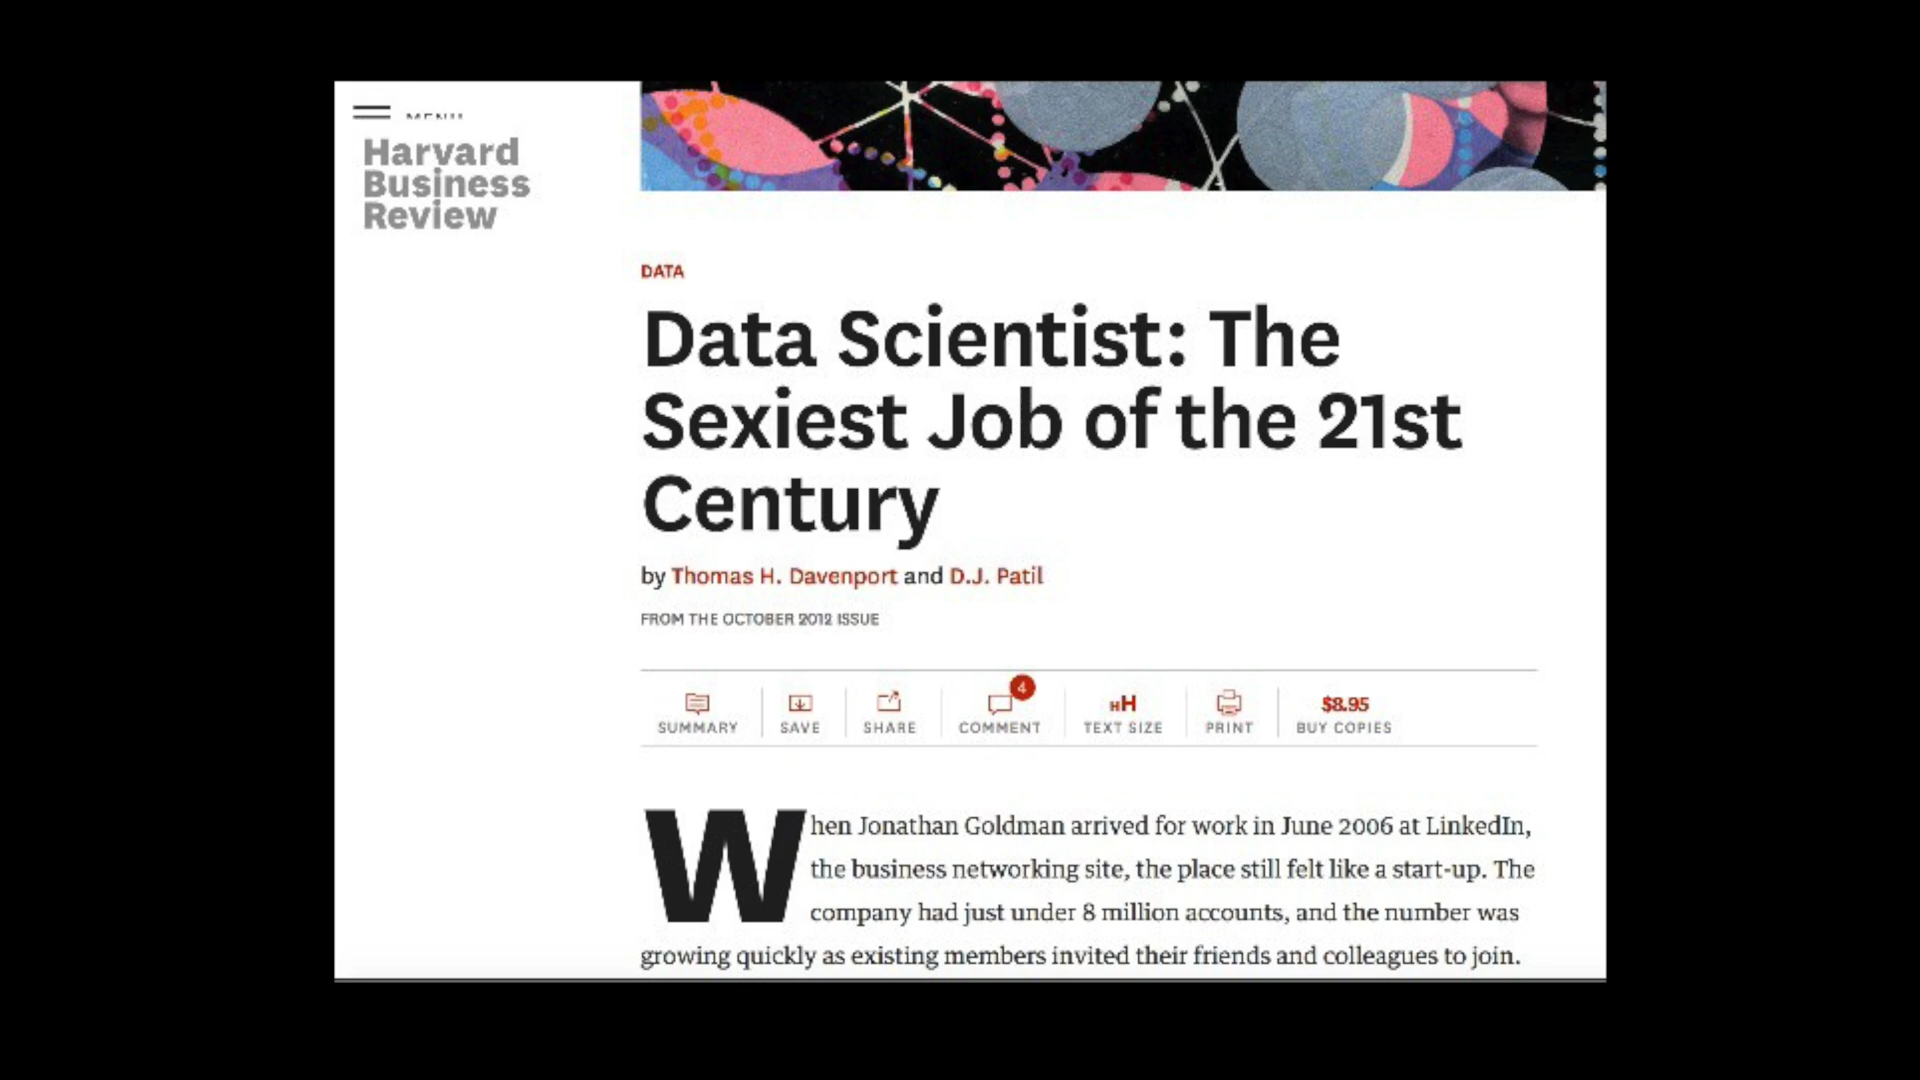 MENU
Harvard
Business
Review
DATA
Data Scientist: The
Sexiest Job of the 21st
Century
by Thomas H. Davenport and D.J. Patil
FROM THE OCTOBER 2012 ISSUE
4
$8.95
SUMMARY SAVE SHARE COMMENT TEXT SIZE PRINT BUY COPIES
When Jonathan Goldman arrived for work in June 2006 at LinkedIn,
the business networking site, the place still felt like a start-up. The
company had just under 8 million accounts, and the number was
growing quickly as existing members invited their friends and colleagues to join.